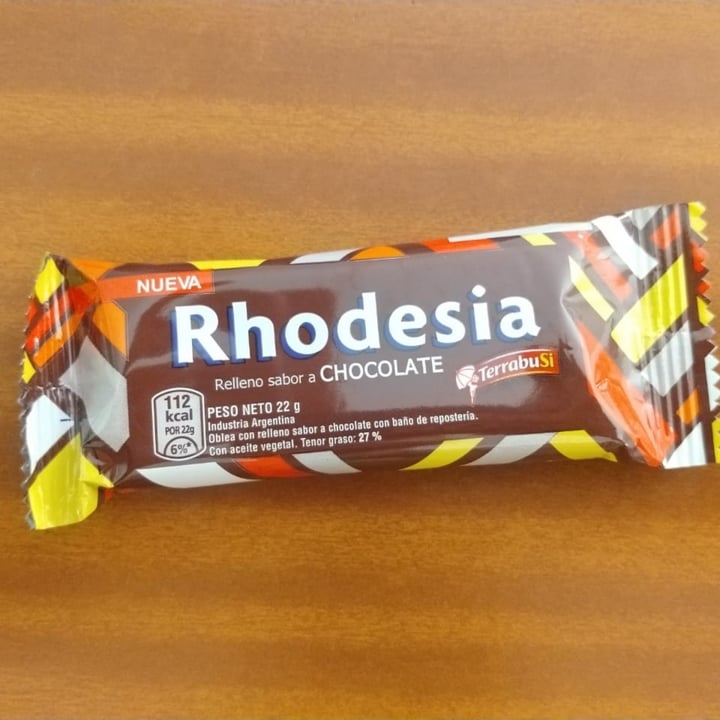 NUEVA
Rhodesia
Relleno sabor a CHOCOLATE
TerrabuSi
112
kcal
POR 22g
6%*
PESO NETO 22 g
Industria Argentina
Oblea con relleno sabor a chocolate con baño de repostería.
Con aceite vegetal. Tenor graso: 27 %